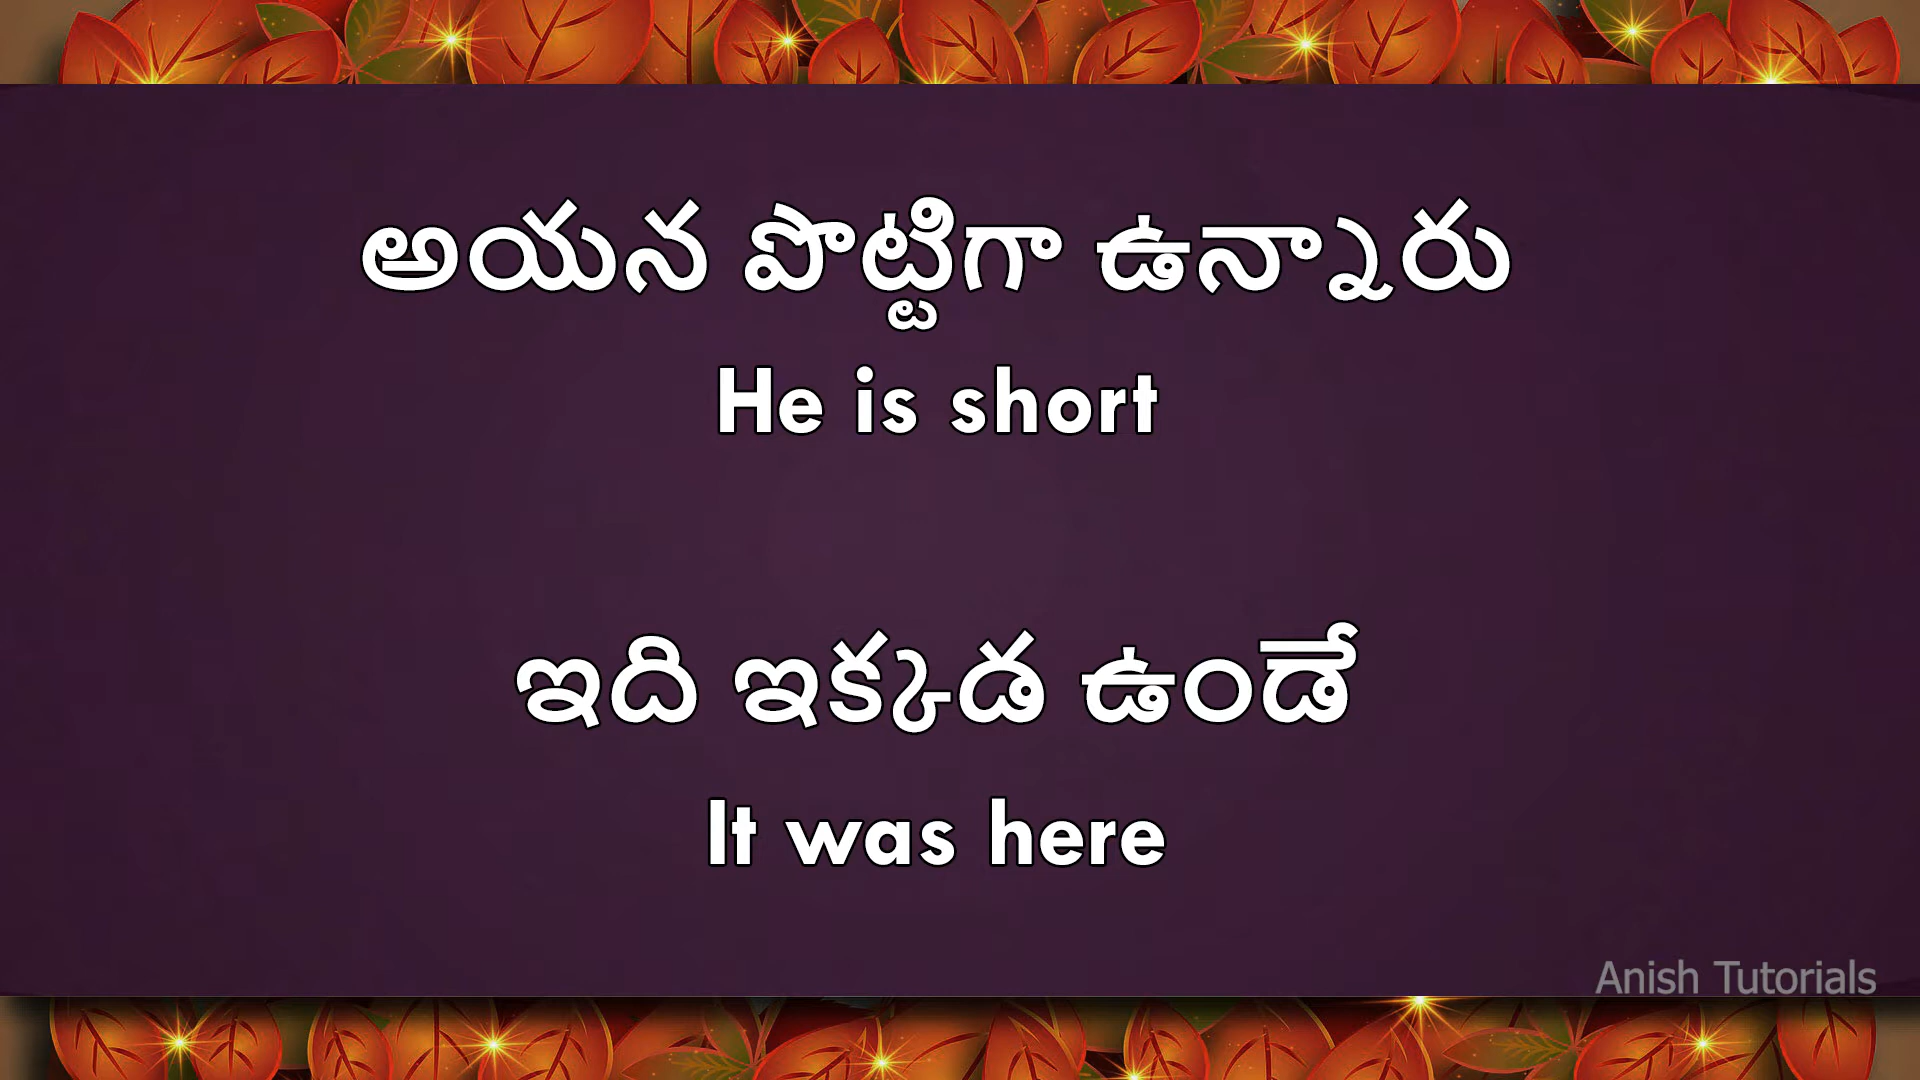 అయన పొట్టిగా ఉన్నారు
He is short
ఇది ఇక్కడ ఉండే
It was here
Anish Tutorials